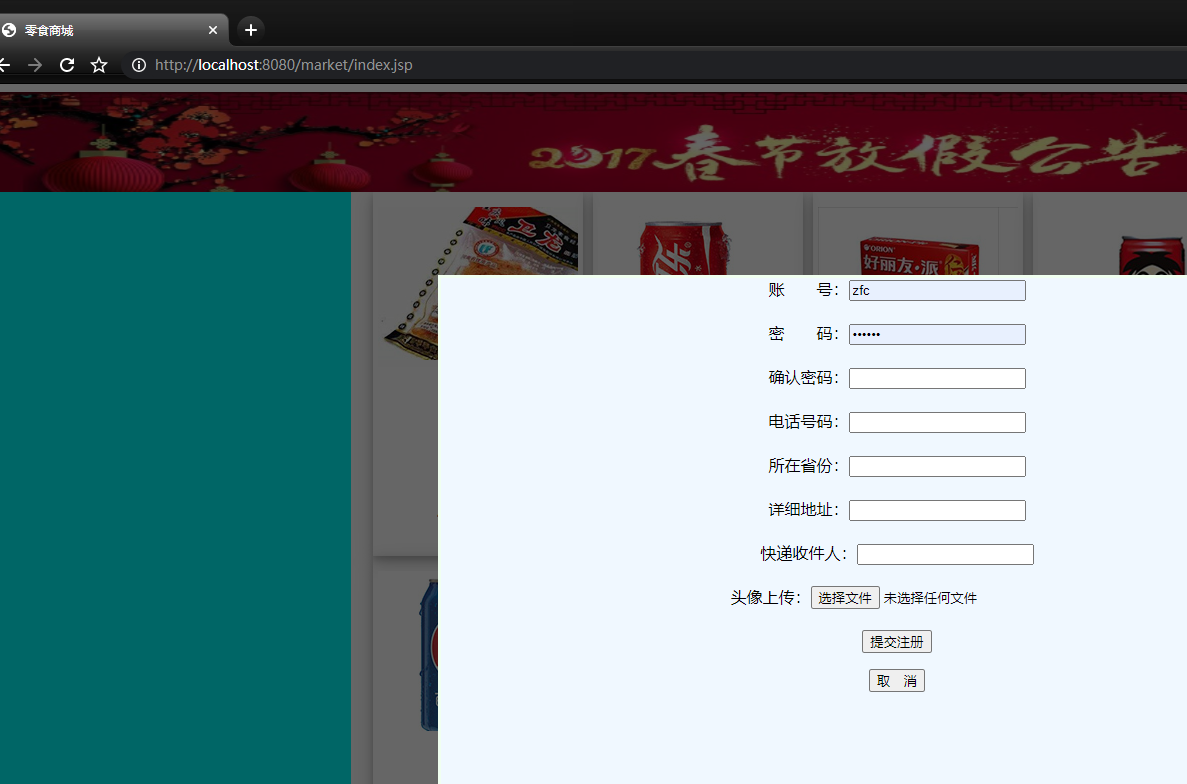 零食商城
http://localhost:8080/market/index.jsp
2017春节放假公告
卫龙
ORION
好丽友·派
账 号：zfc
密 码：••••••
确认密码：
电话号码：
所在省份：
详细地址：
快递收件人：
头像上传：选择文件 未选择任何文件
提交注册
取 消